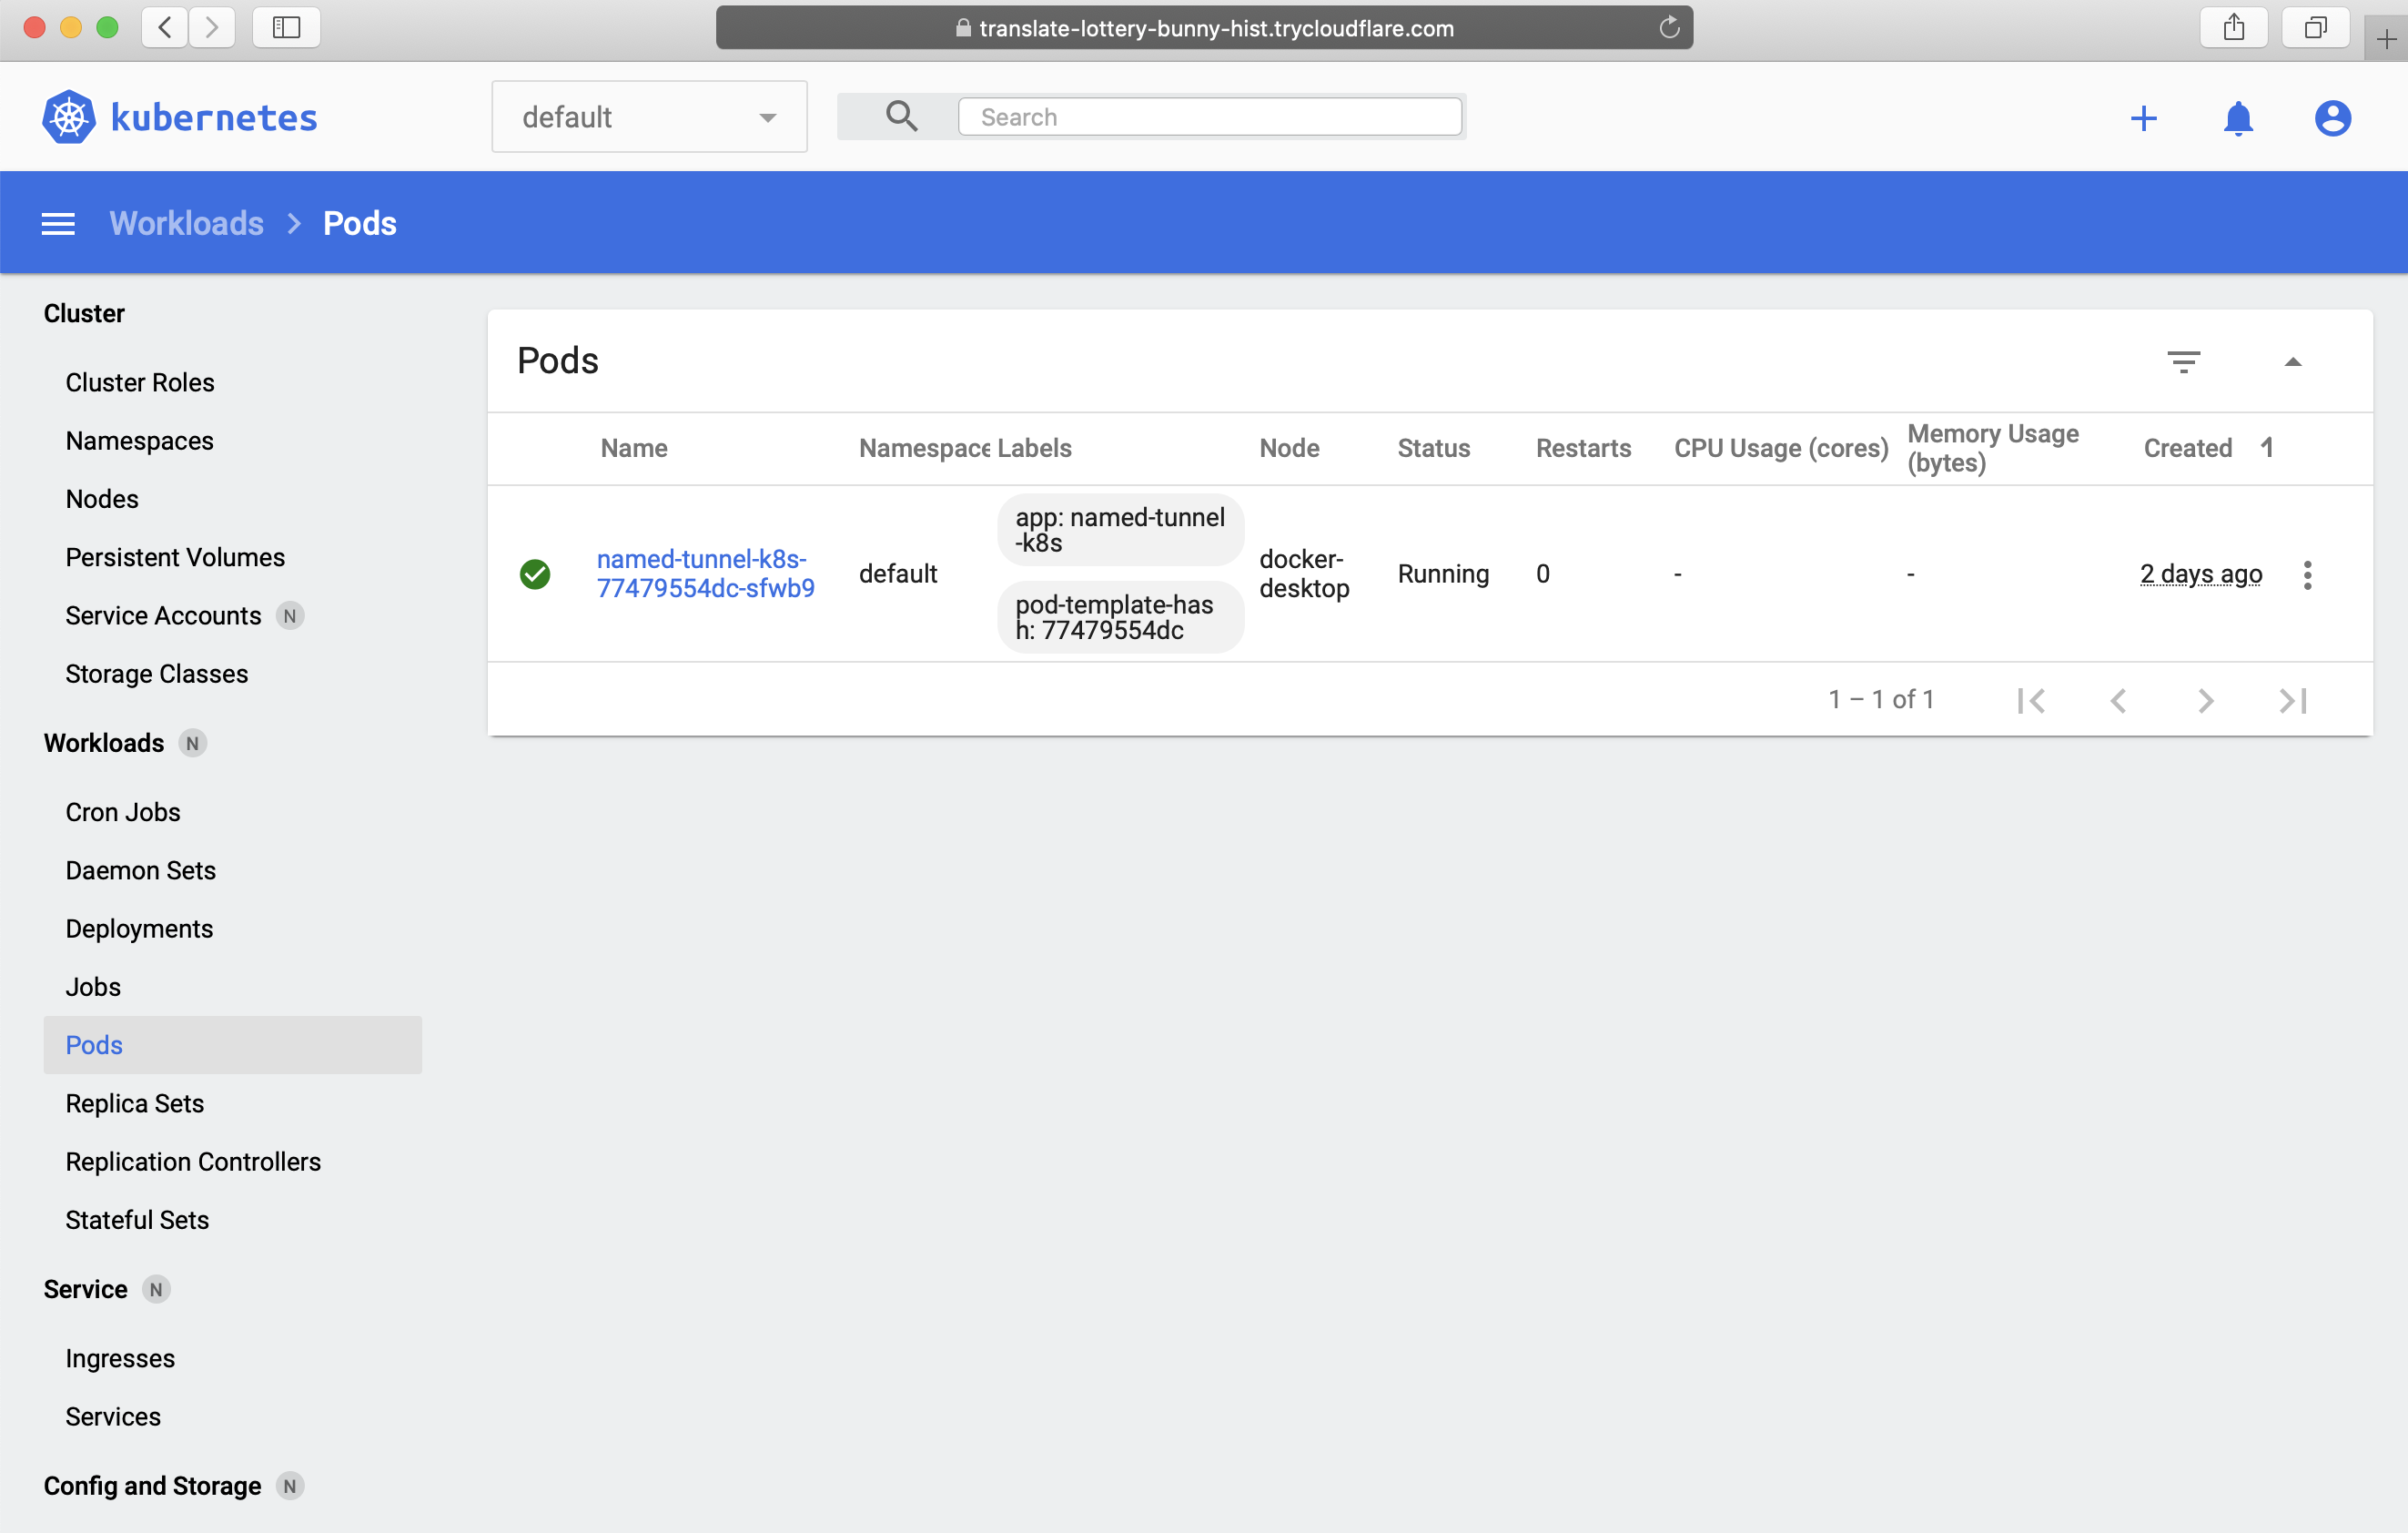 translate-lottery-bunny-hist.trycloudflare.com
kubernetes
default
Search
Workloads > Pods
Cluster
Cluster Roles
Namespaces
Nodes
Persistent Volumes
Service Accounts N
Storage Classes
Workloads N
Cron Jobs
Daemon Sets
Deployments
Jobs
Pods
Replica Sets
Replication Controllers
Stateful Sets
Service N
Ingresses
Services
Config and Storage N
Pods
Name Namespace Labels Node Status Restarts CPU Usage (cores) Memory Usage (bytes) Created 1
named-tunnel-k8s-
77479554dc-sfwb9
default
app: named-tunnel
-k8s
pod-template-has
h: 77479554dc
docker-
desktop
Running
0
-
-
2 days ago
1 – 1 of 1